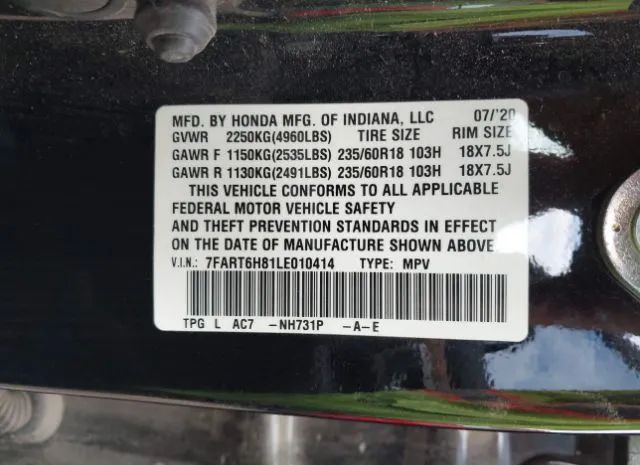 MFD. BY HONDA MFG. OF INDIANA, LLC 07/'20
GVWR 2250KG(4960LBS) TIRE SIZE RIM SIZE
GAWR F 1150KG(2535LBS) 235/60R18 103H 18X7.5J
GAWR R 1130KG(2491LBS) 235/60R18 103H 18X7.5J
THIS VEHICLE CONFORMS TO ALL APPLICABLE
FEDERAL MOTOR VEHICLE SAFETY
AND THEFT PREVENTION STANDARDS IN EFFECT
ON THE DATE OF MANUFACTURE SHOWN ABOVE.
V.I.N.: 7FART6H81LE010414 TYPE: MPV
TPG L AC7 -NH731P -A-E